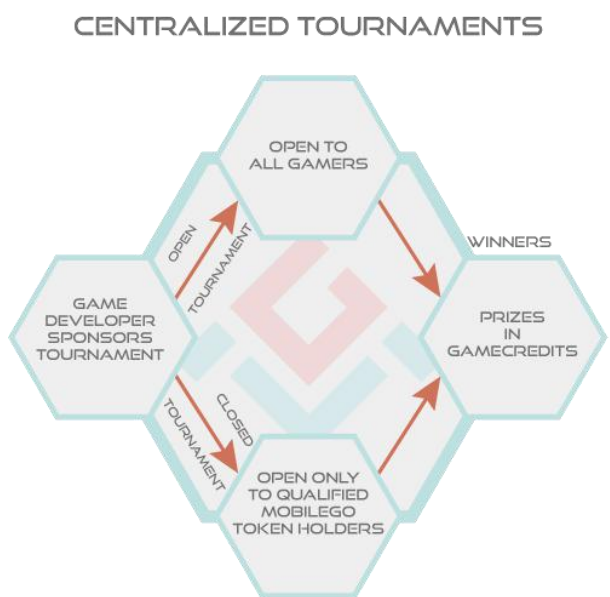 CENTRALIZED TOURNAMENTS
OPEN TO
ALL GAMERS
OPEN
TOURNAMENT
WINNERS
GAME
DEVELOPER
SPONSORS
TOURNAMENT
PRIZES
IN
GAMECREDITS
CLOSED
TOURNAMENT
OPEN ONLY
TO QUALIFIED
MOBILEGO
TOKEN HOLDERS